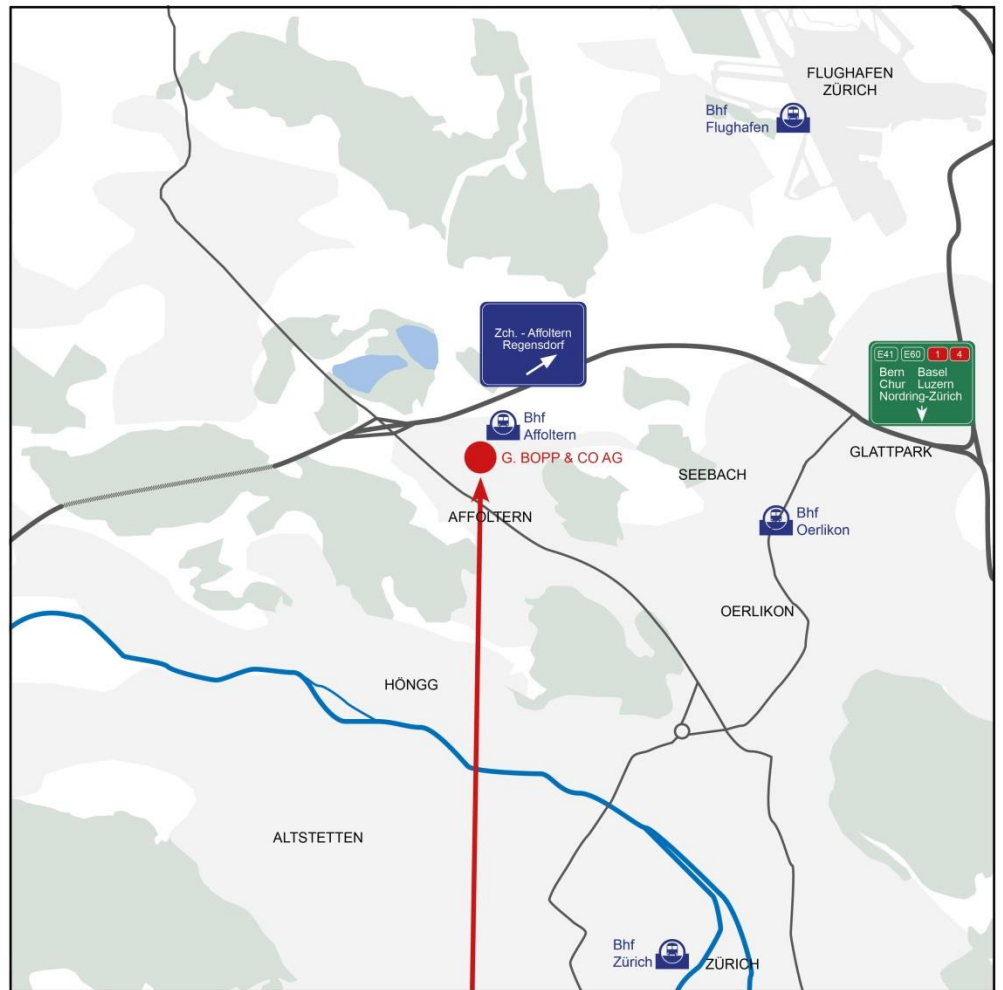 FLUGHAFEN
ZÜRICH
Bhf
Flughafen
Zch. - Affoltern
Regensdorf
E41 E60 1 4
Bern Basel
Chur Luzern
Nordring-Zürich
Bhf
Affoltern
G. BOPP & CO AG
GLATTPARK
SEEBACH
AFFOLTERN
Bhf
Oerlikon
OERLIKON
HÖNGG
ALTSTETTEN
Bhf
Zürich
ZÜRICH